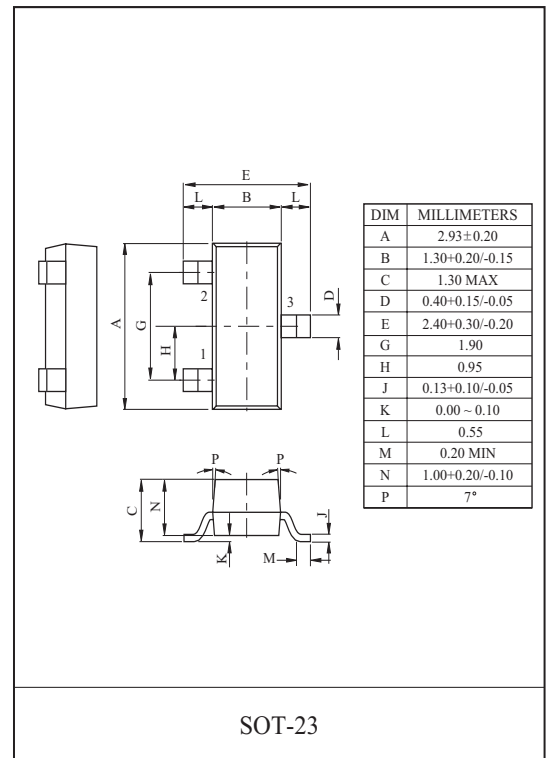 E
L B L
A
G
H
D
2
3
1
DIM MILLIMETERS
A 2.93±0.20
B 1.30+0.20/-0.15
C 1.30 MAX
D 0.40+0.15/-0.05
E 2.40+0.30/-0.20
G 1.90
H 0.95
J 0.13+0.10/-0.05
K 0.00 ~ 0.10
L 0.55
M 0.20 MIN
N 1.00+0.20/-0.10
P 7°
P P
C
N
K
M
J
SOT-23